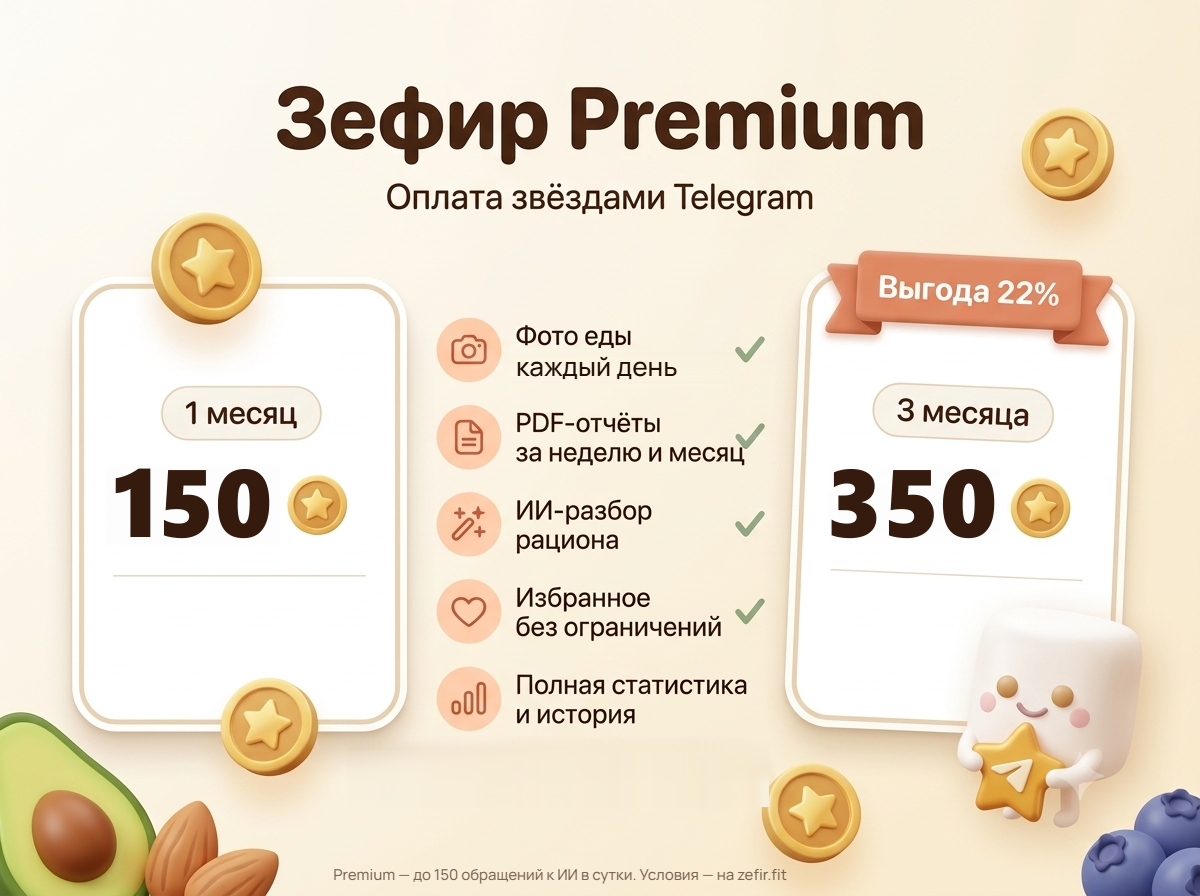 Зефир Premium
Оплата звёздами Telegram
1 месяц
150
Фото еды
каждый день
PDF-отчёты
за неделю и месяц
ИИ-разбор
рациона
Избранное
без ограничений
Полная статистика
и история
Выгода 22%
3 месяца
350
Premium — до 150 обращений к ИИ в сутки. Условия — на zefir.fit